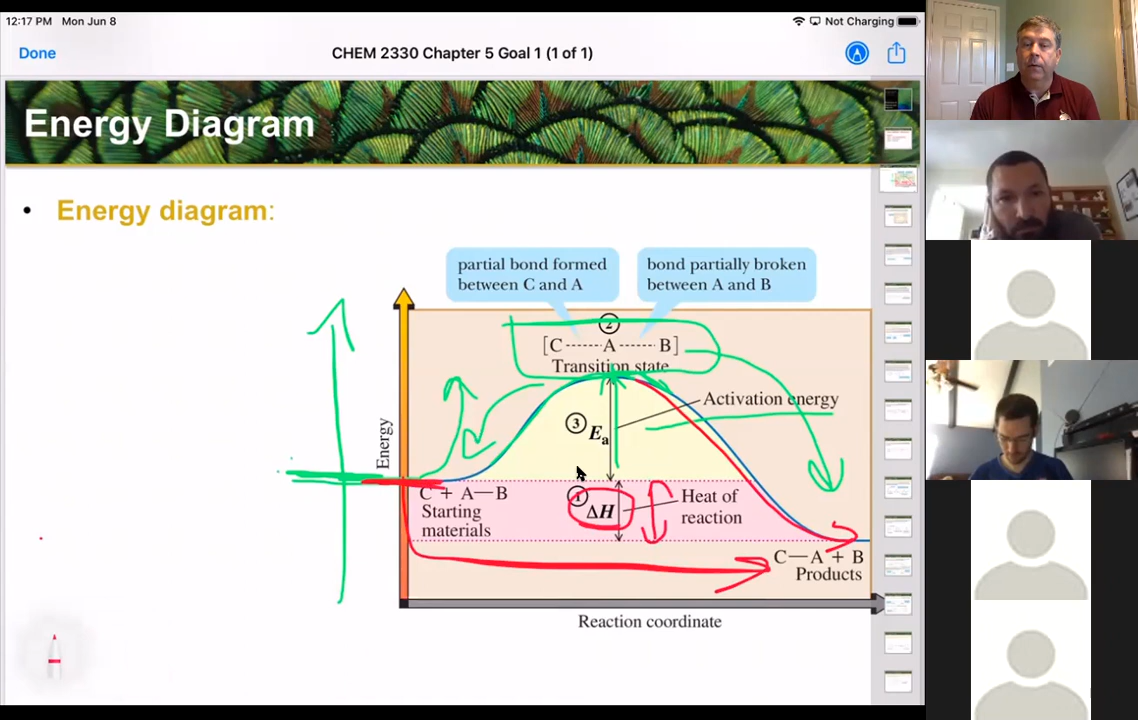 12:17 PM Mon Jun 8
Not Charging
Done
CHEM 2330 Chapter 5 Goal 1 (1 of 1)
Energy Diagram
• Energy diagram:
partial bond formed
between C and A
bond partially broken
between A and B
2
[C------A-----B]
Transition state
Activation energy
3 Ea
Energy
C + A—B
Starting
materials
1
ΔH
Heat of
reaction
C—A + B
Products
Reaction coordinate